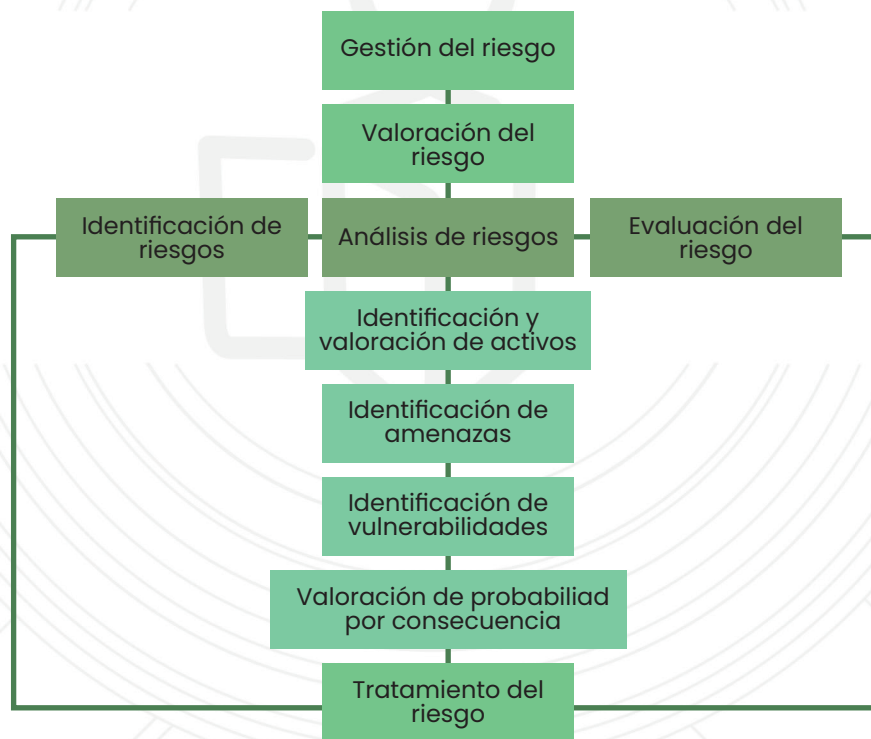 Gestión del riesgo
Valoración del
riesgo
Identificación de
riesgos
Análisis de riesgos
Evaluación del
riesgo
Identificación y
valoración de activos
Identificación de
amenazas
Identificación de
vulnerabilidades
Valoración de probabiliad
por consecuencia
Tratamiento del
riesgo